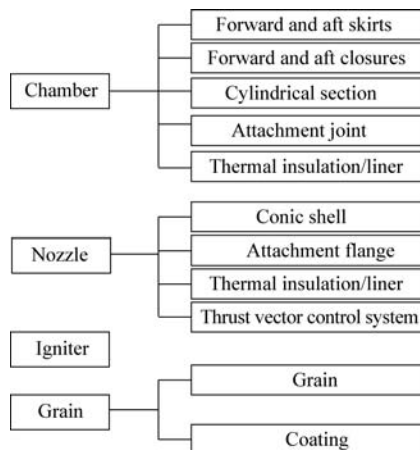 Chamber
Forward and aft skirts
Forward and aft closures
Cylindrical section
Attachment joint
Thermal insulation/liner
Nozzle
Conic shell
Attachment flange
Thermal insulation/liner
Thrust vector control system
Igniter
Grain
Grain
Coating